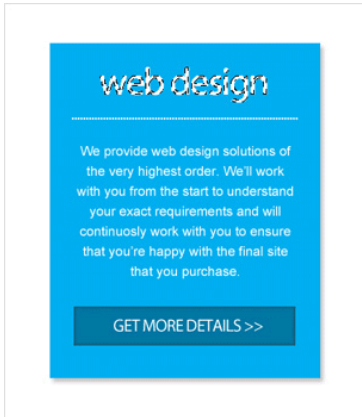 web design
We provide web design solutions of
the very highest order. We'll work
with you from the start to understand
your exact requirements and will
continuosly work with you to ensure
that you're happy with the final site
that you purchase.
GET MORE DETAILS >>